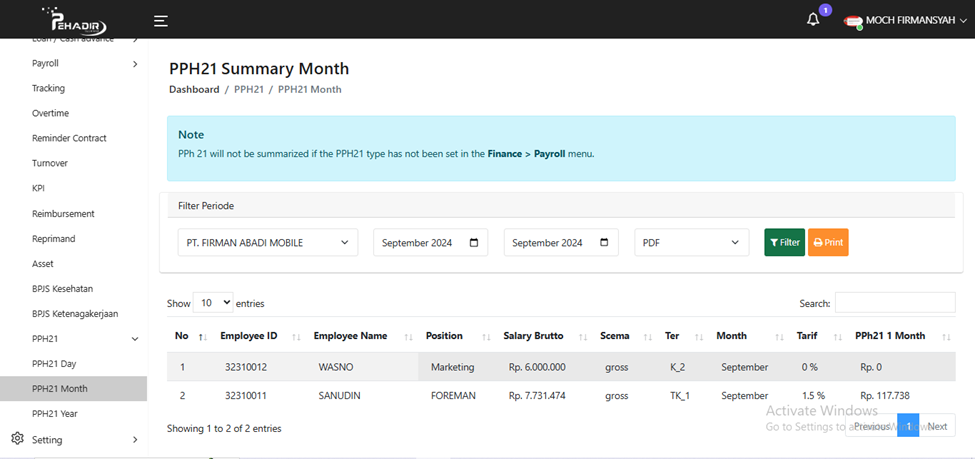 PEHADIR
1
MOCH FIRMANSYAH
Loan / Cash advance
Payroll
Tracking
Overtime
Reminder Contract
Turnover
KPI
Reimbursement
Reprimand
Asset
BPJS Kesehatan
BPJS Ketenagakerjaan
PPH21
PPH21 Day
PPH21 Month
PPH21 Year
Setting
PPH21 Summary Month
Dashboard / PPH21 / PPH21 Month
Note
PPh 21 will not be summarized if the PPH21 type has not been set in the Finance > Payroll menu.
Filter Periode
PT. FIRMAN ABADI MOBILE September 2024 September 2024 PDF Filter Print
Show 10 entries Search:
No Employee ID Employee Name Position Salary Brutto Scema Ter Month Tarif PPh21 1 Month
1 32310012 WASNO Marketing Rp. 6.000.000 gross K_2 September 0 % Rp. 0
2 32310011 SANUDIN FOREMAN Rp. 7.731.474 gross TK_1 September 1.5 % Rp. 117.738
Showing 1 to 2 of 2 entries
Previous 1 Next
Activate Windows
Go to Settings to activate Windows.